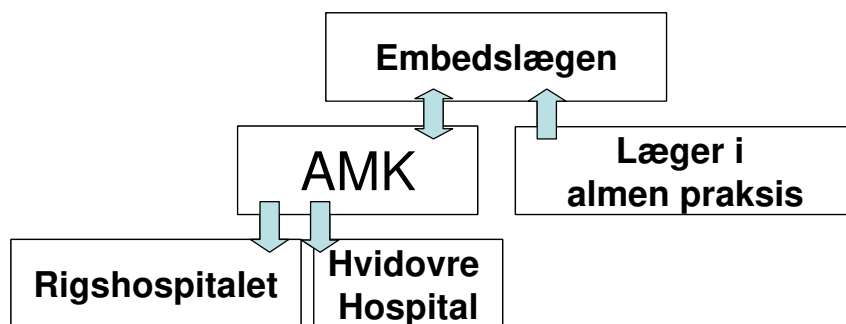 Embedslægen
AMK
Læger i
almen praksis
Rigshospitalet
Hvidovre
Hospital